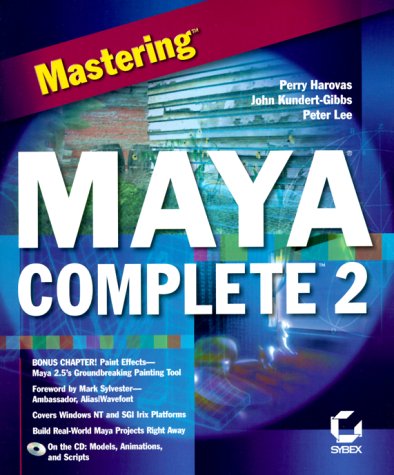 Mastering™
Perry Harovas
John Kundert-Gibbs
Peter Lee
MAYA®
COMPLETE™ 2
BONUS CHAPTER! Paint Effects—
Maya 2.5's Groundbreaking Painting Tool
Foreword by Mark Sylvester—
Ambassador, Alias|Wavefont
Covers Windows NT and SGI Irix Platforms
Build Real-World Maya Projects Right Away
On the CD: Models, Animations,
and Scripts
SYBEX